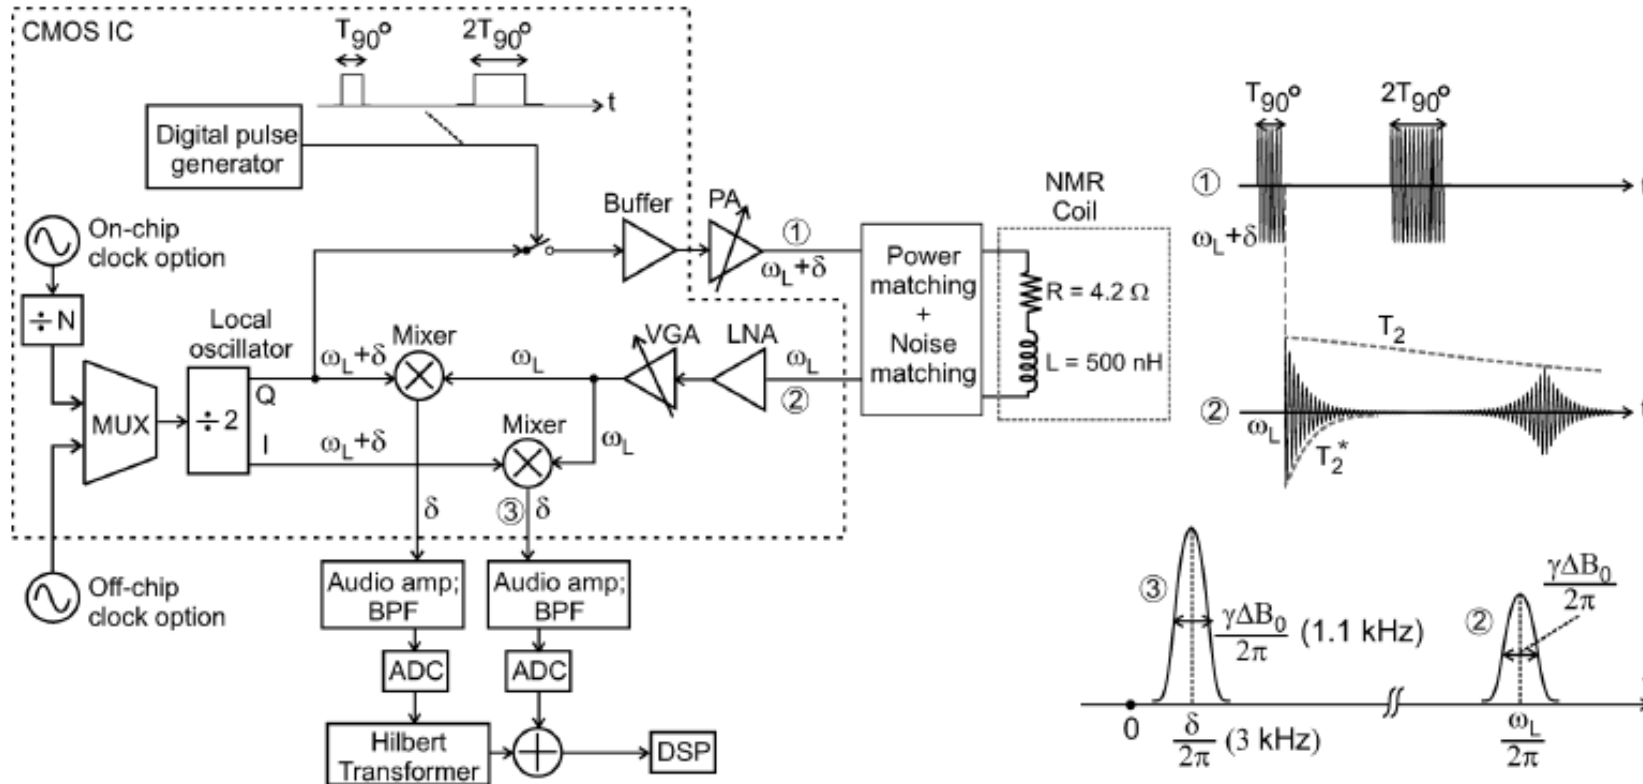 CMOS IC
T90°
2T90°
t
Digital pulse
generator
On-chip
clock option
÷ N
Local
oscillator
MUX
÷ 2
Q
I
Off-chip
clock option
ωL+δ
ωL+δ
Mixer
Mixer
δ
③ δ
ωL
ωL
VGA
LNA
ωL
②
Buffer
PA
①
ωL+δ
Power
matching
+
Noise
matching
NMR
Coil
R = 4.2 Ω
L = 500 nH
Audio amp;
BPF
Audio amp;
BPF
ADC
ADC
Hilbert
Transformer
DSP
T90°
2T90°
①
ωL+δ
t
T2
②
ωL
T2*
t
③
γΔB0
2π
(1.1 kHz)
②
γΔB0
2π
0
δ
2π
(3 kHz)
ωL
2π